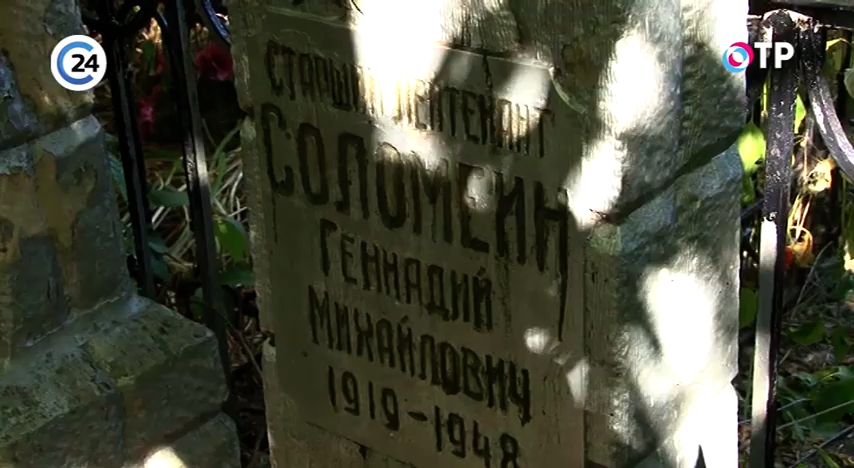 24
ОТР
СТАРШИЙ ЛЕЙТЕНАНТ
СОЛОМЕИН
ГЕННАДИЙ
МИХАЙЛОВИЧ
1919-1948